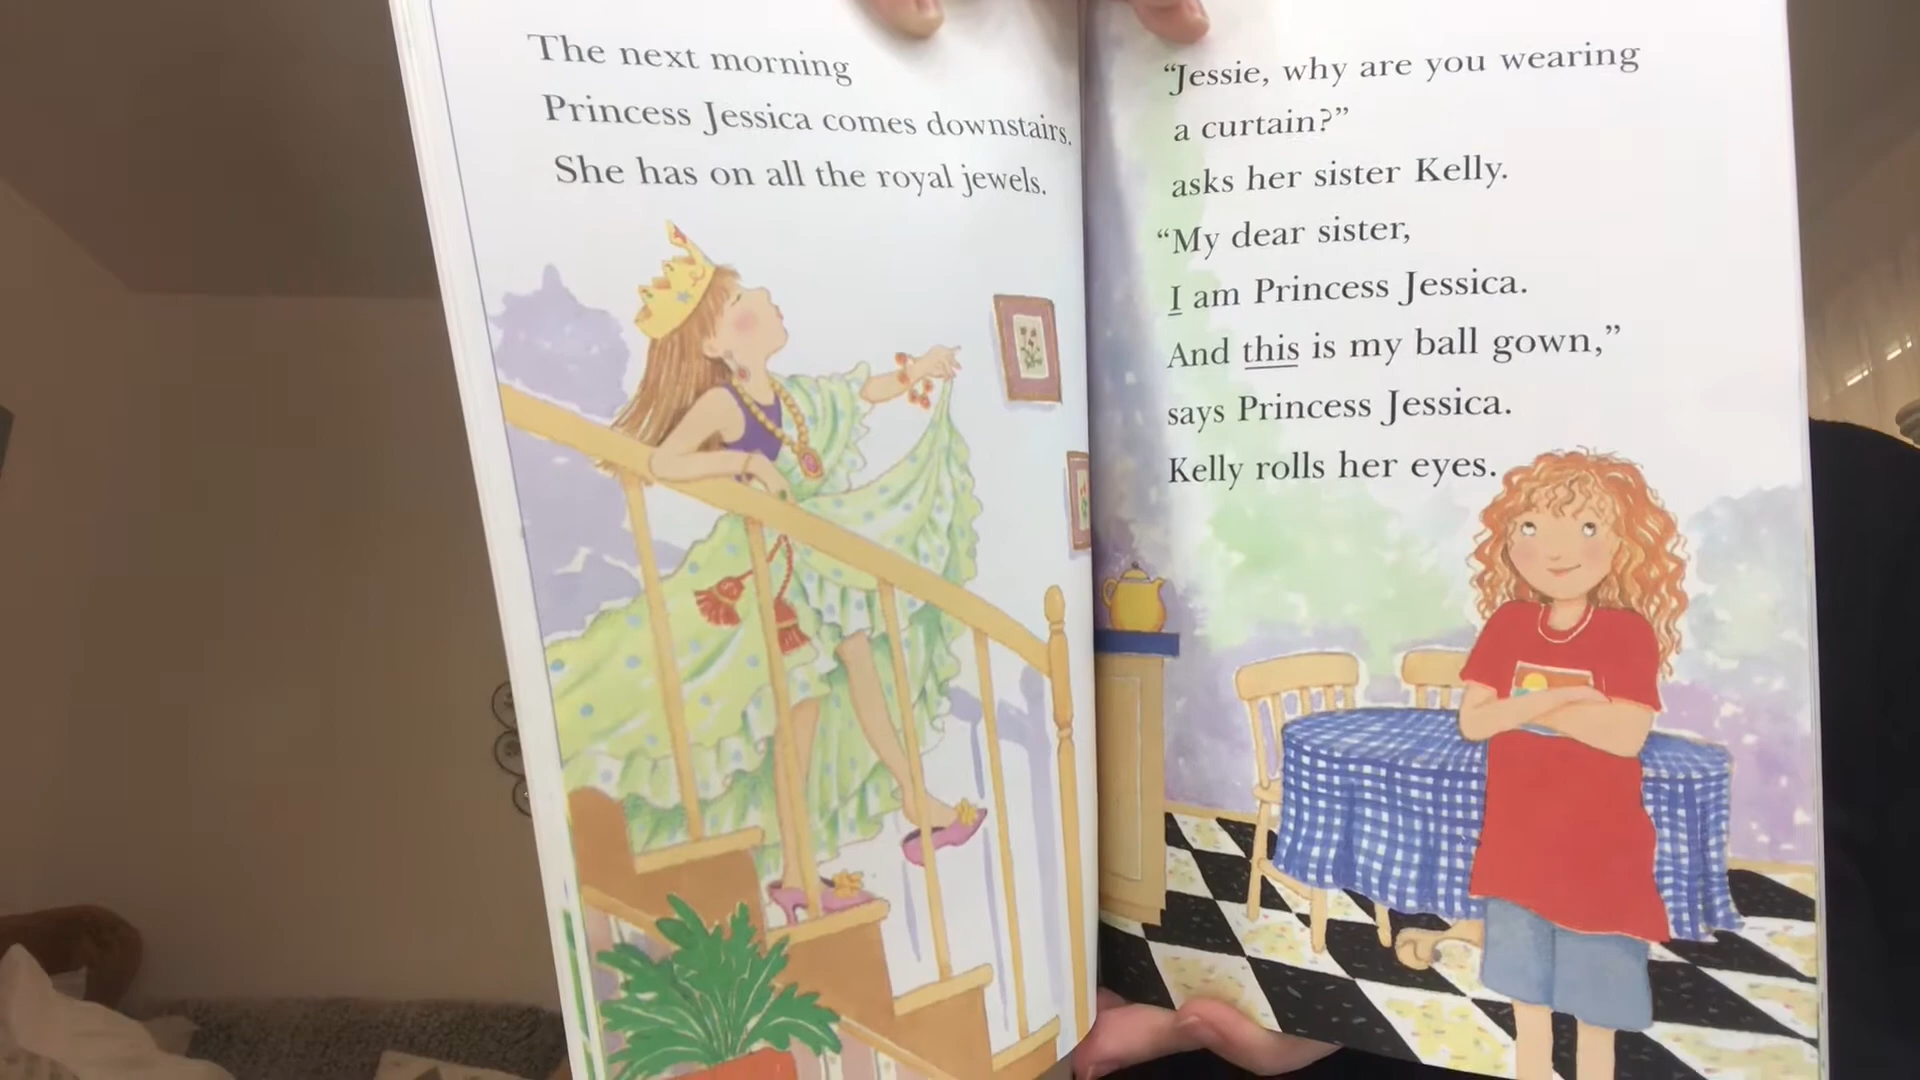 The next morning
Princess Jessica comes downstairs.
She has on all the royal jewels.
“Jessie, why are you wearing
a curtain?”
asks her sister Kelly.
“My dear sister,
I am Princess Jessica.
And this is my ball gown,”
says Princess Jessica.
Kelly rolls her eyes.